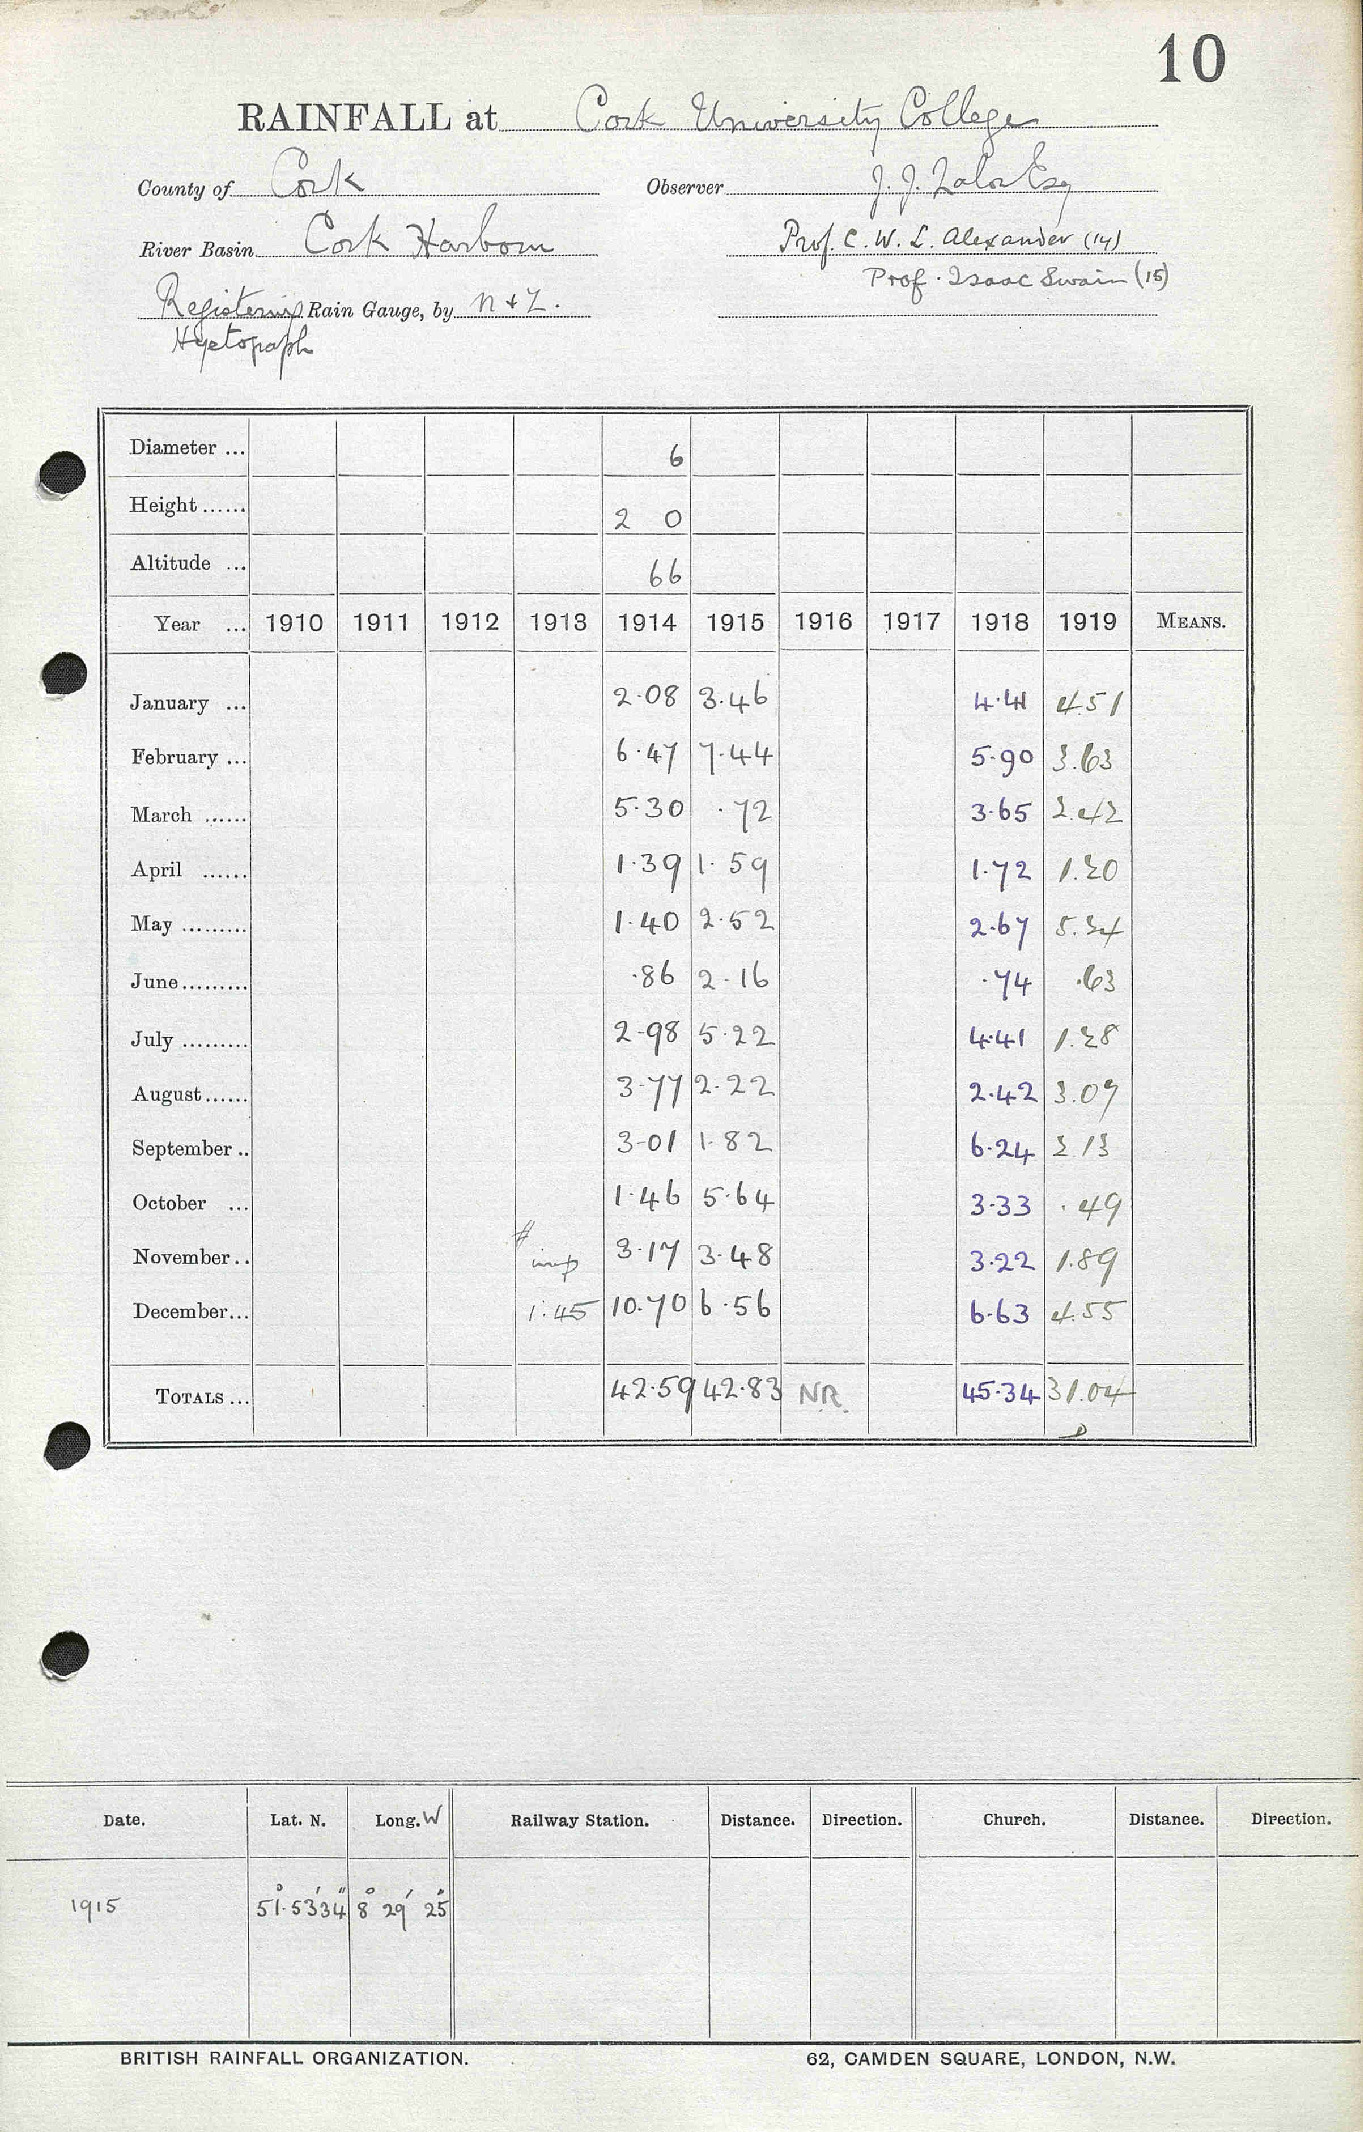 10
RAINFALL at Cork University College
County of Cork Observer J. J. Lalor Esq
River Basin Cork Harbour Prof. C. W. L. Alexander (14)
Prof. Isaac Swain (15)
Registering Rain Gauge, by N & Z.
Hyetograph
Diameter ... 6
Height ...... 2 0
Altitude ... 66
Year ... 1910 1911 1912 1913 1914 1915 1916 1917 1918 1919 MEANS.
January ... 2.08 3.46 4.41 4.51
February ... 6.47 7.44 5.90 3.63
March ...... 5.30 .72 3.65 2.42
April ...... 1.39 1.59 1.72 1.20
May ......... 1.40 2.52 2.67 5.24
June ......... .86 2.16 .74 .63
July ......... 2.98 5.22 4.41 1.28
August ...... 3.77 2.22 2.42 3.07
September .. 3.01 1.82 6.24 2.13
October ... 1.46 5.64 3.33 .49
November .. imp 3.17 3.48 3.22 1.89
December ... 1.45 10.70 6.56 6.63 4.55
TOTALS ... 42.59 42.83 NR. 45.34 31.04
Date. Lat. N. Long. W Railway Station. Distance. Direction. Church. Distance. Direction.
1915 51° 53' 34" 8° 29' 25"
BRITISH RAINFALL ORGANIZATION. 62, CAMDEN SQUARE, LONDON, N.W.